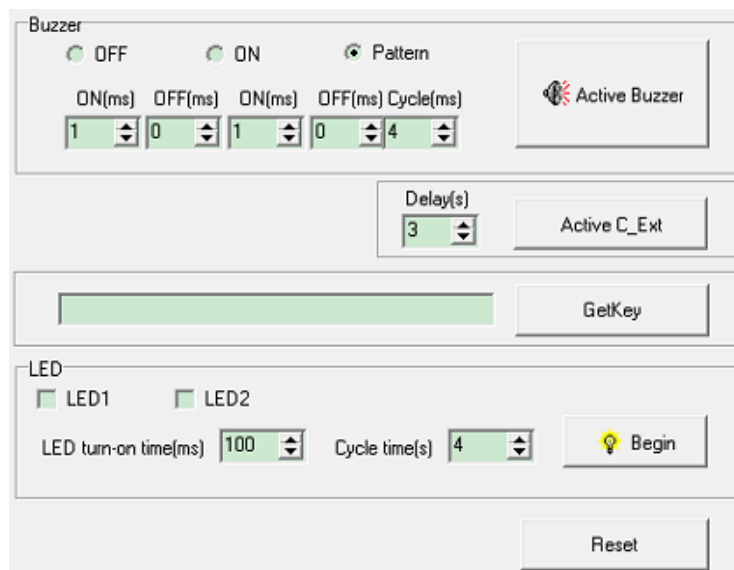 Buzzer
OFF ON Pattern
ON(ms) OFF(ms) ON(ms) OFF(ms) Cycle(ms)
1 0 1 0 4
Active Buzzer
Delay(s)
3
Active C_Ext
GetKey
LED
LED1 LED2
LED turn-on time(ms) 100 Cycle time(s) 4 Begin
Reset